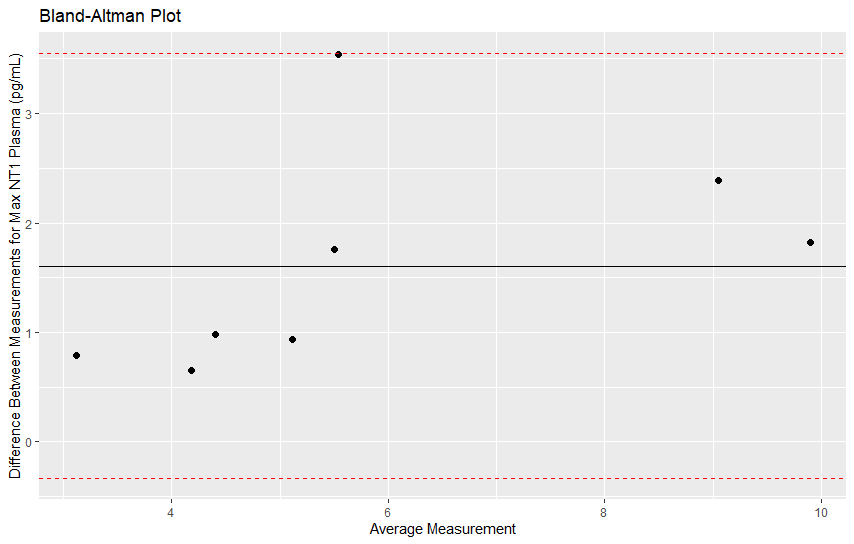 Bland-Altman Plot
Difference Between Measurements for Max NT1 Plasma (pg/mL)
3
2
1
0
4
6
8
10
Average Measurement